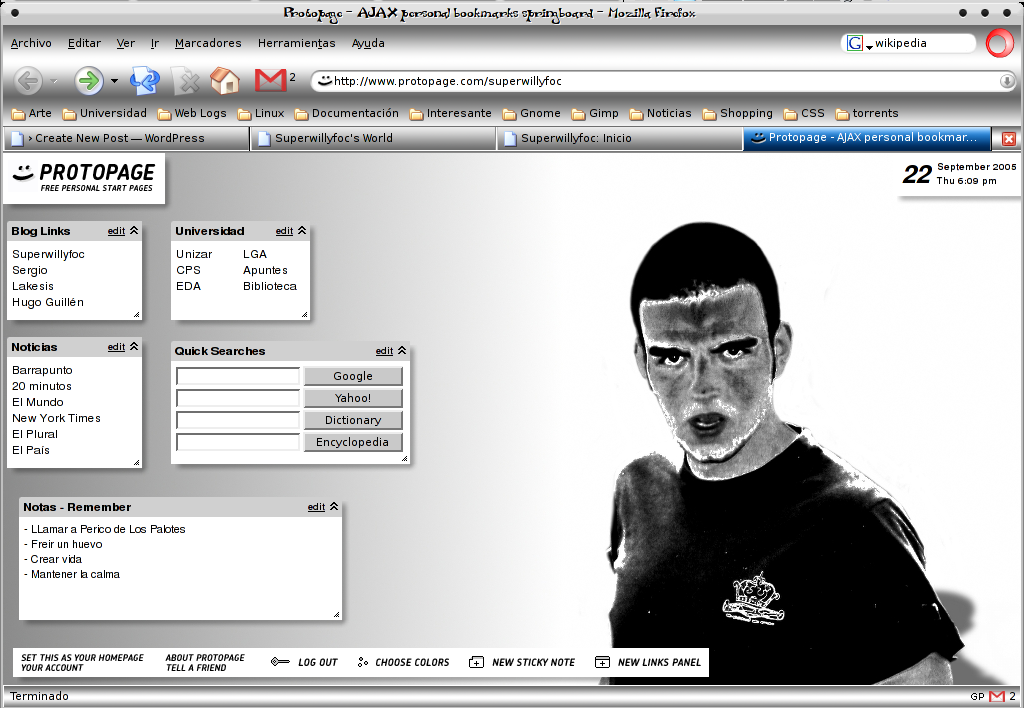 Protopage - AJAX personal bookmarks springboard - Mozilla Firefox
Archivo Editar Ver Ir Marcadores Herramientas Ayuda
G wikipedia
2 http://www.protopage.com/superwillyfoc
Arte Universidad Web Logs Linux Documentación Interesante Gnome Gimp Noticias Shopping CSS torrents
› Create New Post — WordPress Superwillyfoc's World Superwillyfoc: Inicio Protopage - AJAX personal bookmar...
PROTOPAGE
FREE PERSONAL START PAGES
22 September 2005
Thu 6:09 pm
Blog Links edit
Superwillyfoc
Sergio
Lakesis
Hugo Guillén
Universidad edit
Unizar LGA
CPS Apuntes
EDA Biblioteca
Noticias edit
Barrapunto
20 minutos
El Mundo
New York Times
El Plural
El País
Quick Searches edit
Google
Yahoo!
Dictionary
Encyclopedia
Notas - Remember edit
- LLamar a Perico de Los Palotes
- Freir un huevo
- Crear vida
- Mantener la calma
SET THIS AS YOUR HOMEPAGE ABOUT PROTOPAGE LOG OUT CHOOSE COLORS NEW STICKY NOTE NEW LINKS PANEL
YOUR ACCOUNT TELL A FRIEND
Terminado GP 2